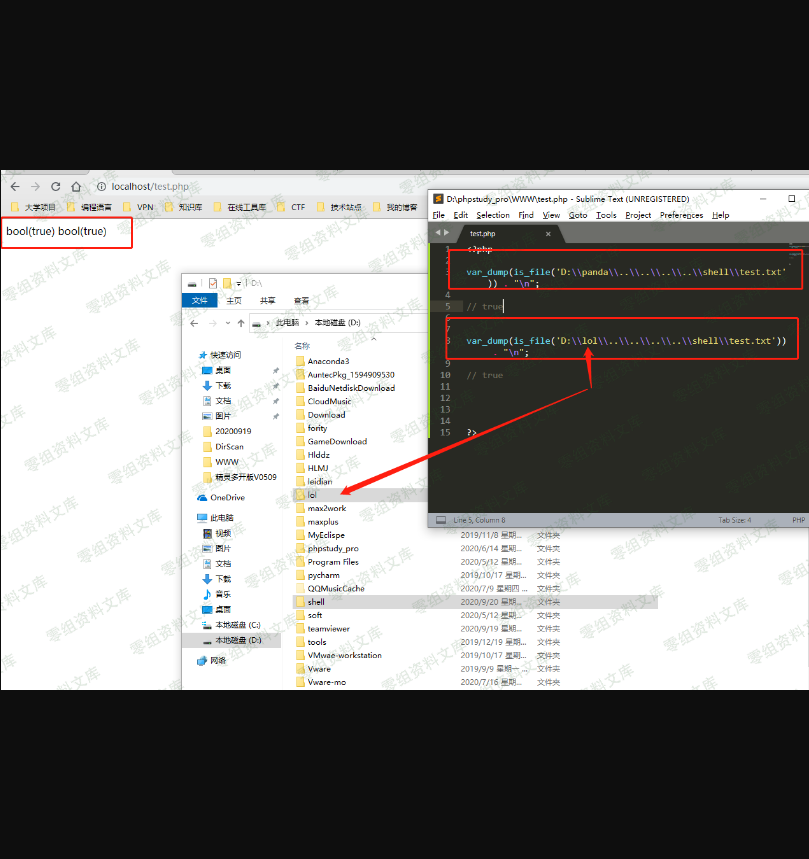 localhost/test.php
大学项目 编程语言 VPN 知识库 在线工具库 CTF 技术站点 我的博客
bool(true) bool(true)
D:\
文件 主页 共享 查看
此电脑 › 本地磁盘 (D:)
名称
快速访问
桌面
下载
文档
图片
20200919
DirScan
WWW
精灵多开版V0509
OneDrive
此电脑
视频
图片
文档
下载
音乐
桌面
本地磁盘 (C:)
本地磁盘 (D:)
网络
Anaconda3
AuntecPkg_1594909530
BaiduNetdiskDownload
CloudMusic
Download
fority
GameDownload
Hlddz
HLMJ
leidian
lol
max2work
maxplus
MyEclispe 2019/11/8 星期... 文件夹
phpstudy_pro 2020/6/14 星期... 文件夹
Program Files 2020/5/12 星期... 文件夹
pycharm 2019/10/17 星期... 文件夹
QQMusicCache 2020/7/9 星期四 ... 文件夹
shell 2020/9/20 星期... 文件夹
soft 2020/5/12 星期... 文件夹
teamviewer 2020/9/19 星期... 文件夹
tools 2019/12/19 星期... 文件夹
VMwae-workstation 2019/10/17 星期... 文件夹
Vware 2019/9/9 星期一 ... 文件夹
Vware-mo 2020/7/16 星期... 文件夹
D:\phpstudy_pro\WWW\test.php - Sublime Text (UNREGISTERED)
File Edit Selection Find View Goto Tools Project Preferences Help
test.php
1 <?php
2
3 var_dump(is_file('D:\\panda\\..\\..\\..\\..\\shell\\test.txt'
)) . "\n";
4
5 // true
6
7
8 var_dump(is_file('D:\\lol\\..\\..\\..\\..\\shell\\test.txt'))
. "\n";
9
10 // true
11
12
13
14
15 ?>
Line 5, Column 8 Tab Size: 4 PHP
零组资料文库